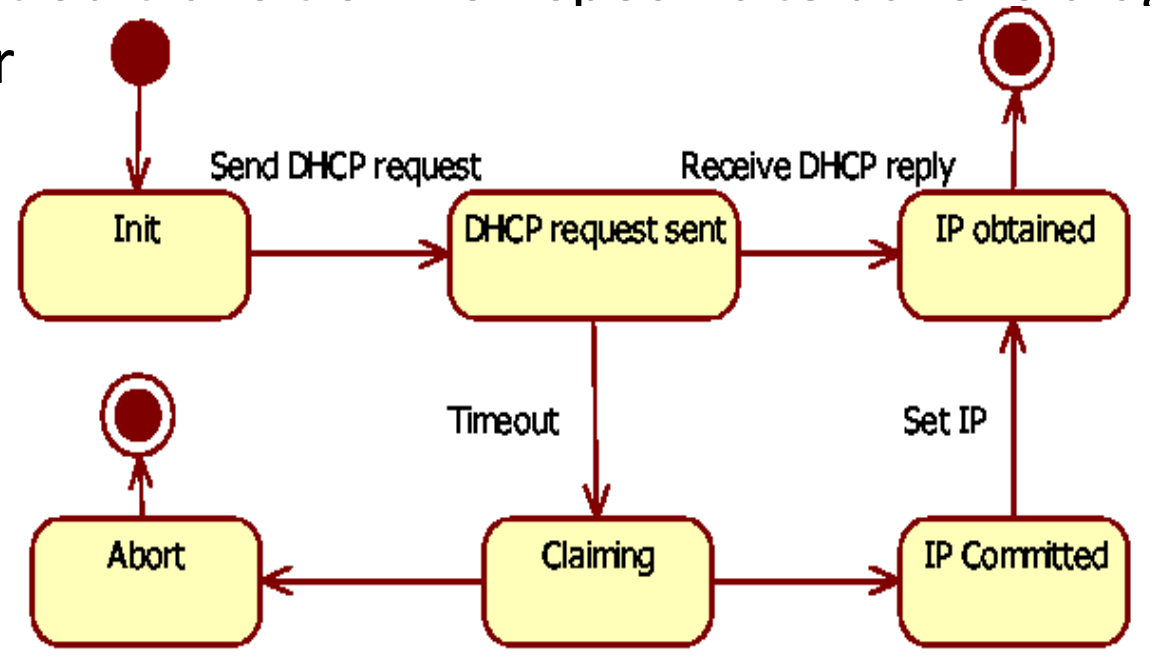 r
Send DHCP request
Receive DHCP reply
Init
DHCP request sent
IP obtained
Timeout
Set IP
Abort
Claiming
IP Committed